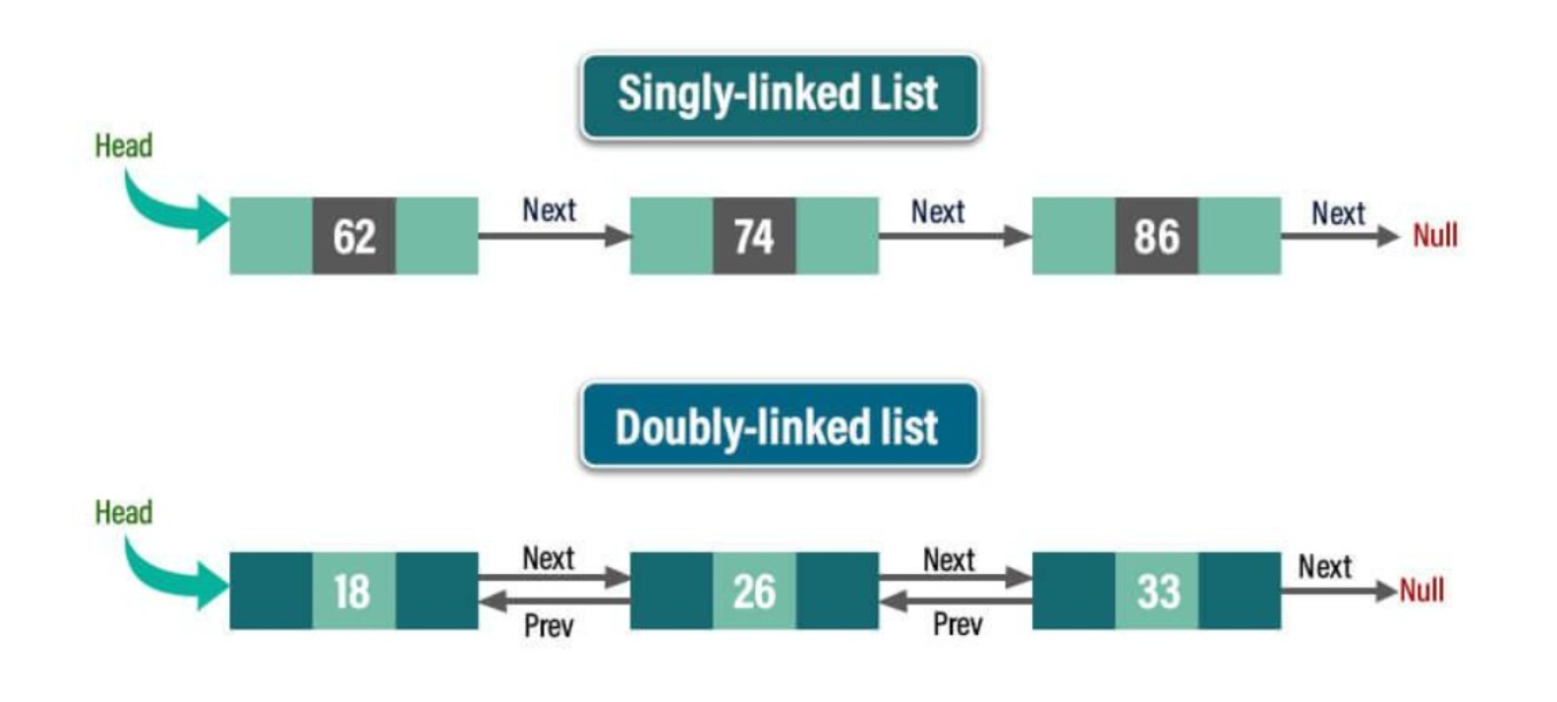 Singly-linked List
Head
62
Next
74
Next
86
Next
Null
Doubly-linked list
Head
18
Next
Prev
26
Next
Prev
33
Next
Null